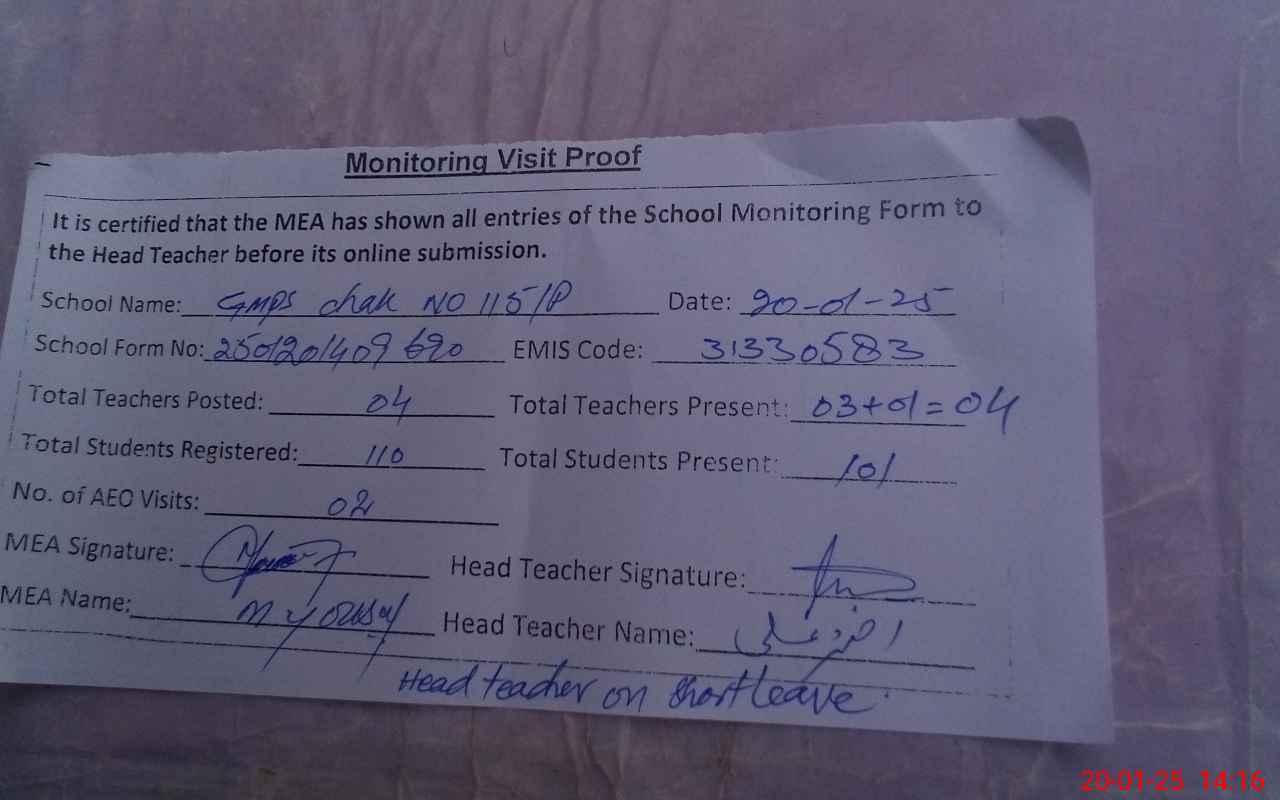 Monitoring Visit Proof
It is certified that the MEA has shown all entries of the School Monitoring Form to
the Head Teacher before its online submission.
School Name: GMPS chak NO 115/P Date: 20-01-25
School Form No: 2501201409690 EMIS Code: 31330583
Total Teachers Posted: 04 Total Teachers Present: 03+01=04
Total Students Registered: 110 Total Students Present: 101
No. of AEO Visits: 02
MEA Signature: Head Teacher Signature:
MEA Name: M Yousaf Head Teacher Name: علی
Head teacher on short leave
20-01-25 14:16